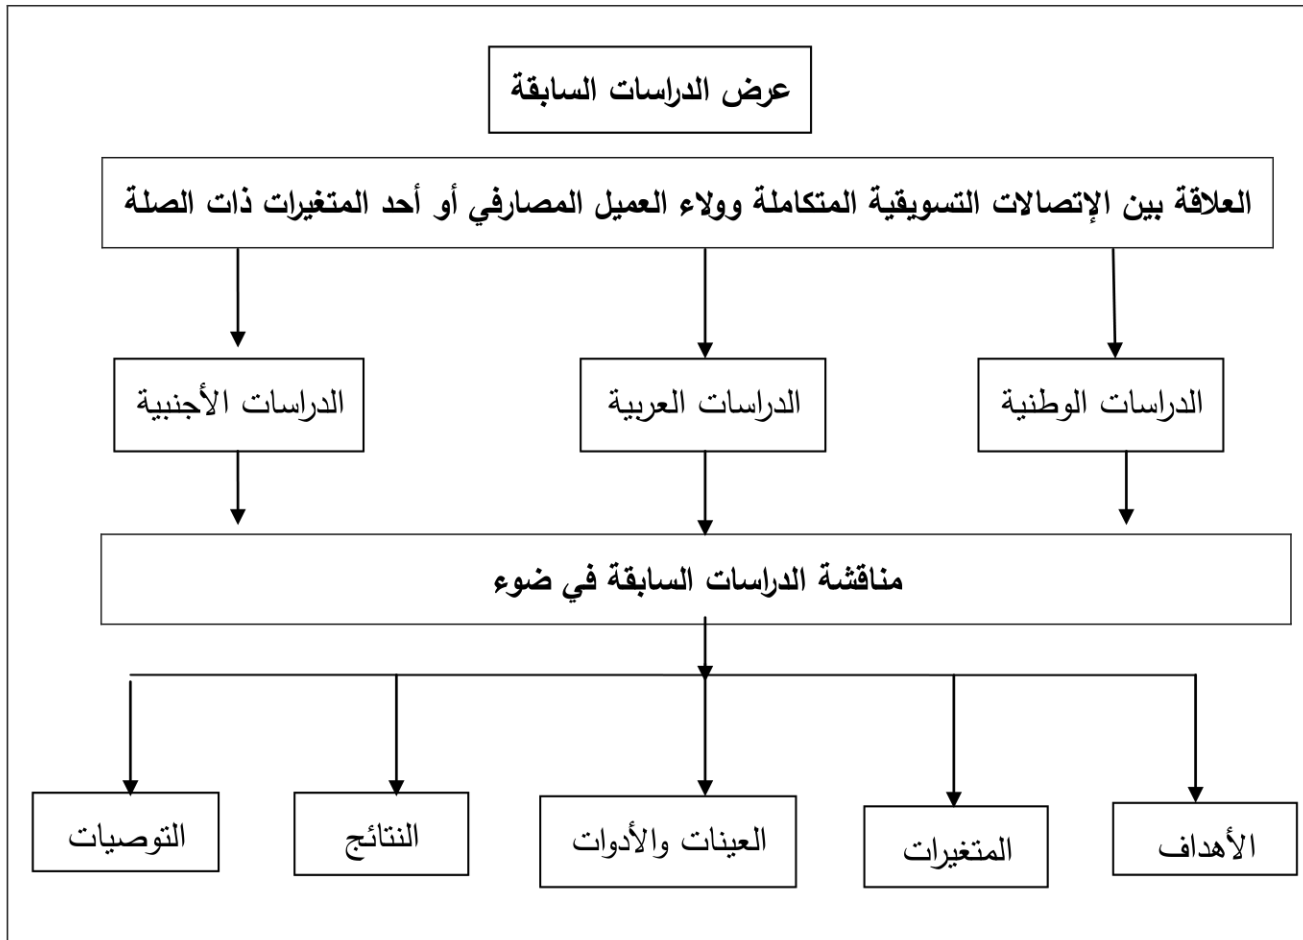 عرض الدراسات السابقة
العلاقة بين الإتصالات التسويقية المتكاملة وولاء العميل المصارفي أو أحد المتغيرات ذات الصلة
الدراسات الوطنية
الدراسات العربية
الدراسات الأجنبية
مناقشة الدراسات السابقة في ضوء
الأهداف
المتغيرات
العينات والأدوات
النتائج
التوصيات